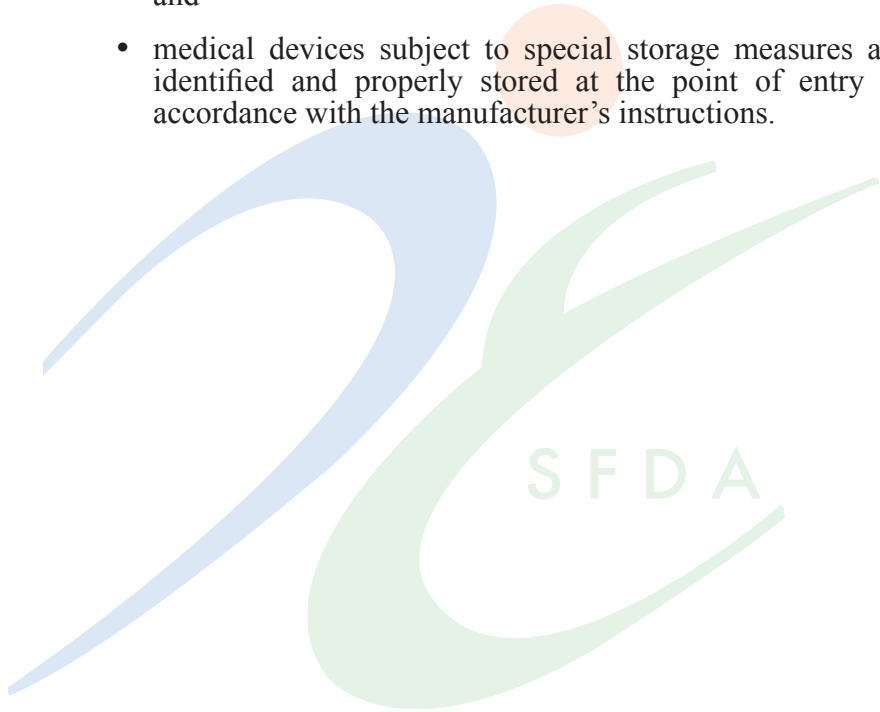 and
• medical devices subject to special storage measures a
identified and properly stored at the point of entry
accordance with the manufacturer's instructions.
SFDA